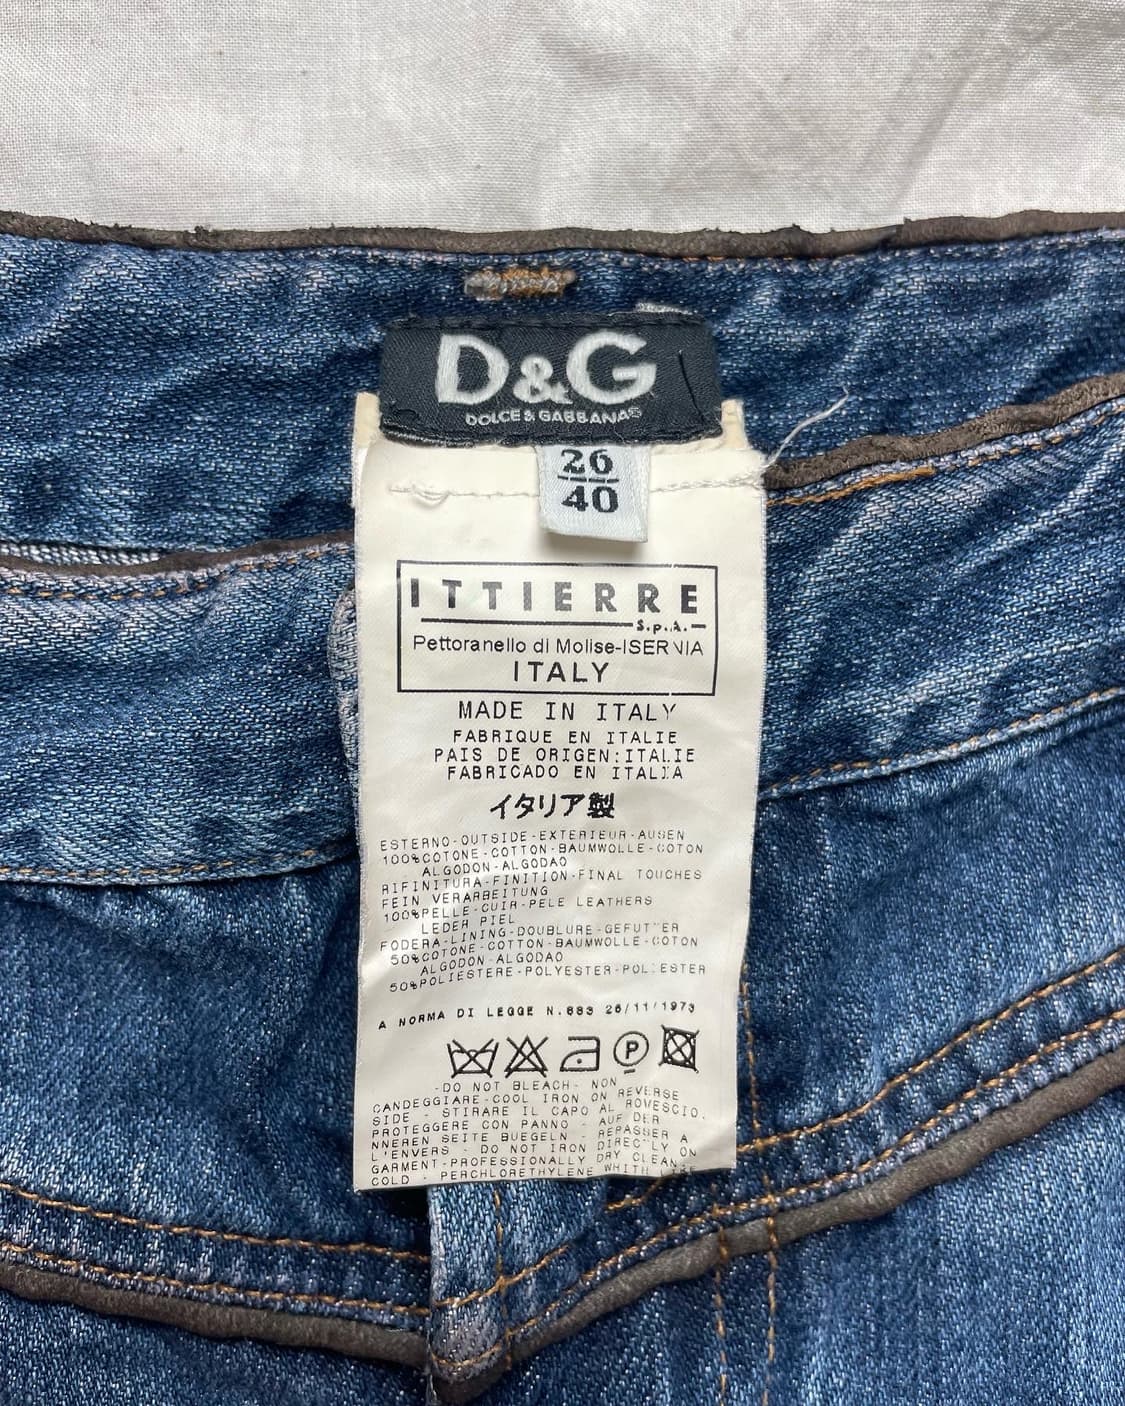 D&G
DOLCE & GABBANA®
26
40
ITTIERRE
S.p.A.
Pettoranello di Molise-ISERNIA
ITALY
MADE IN ITALY
FABRIQUE EN ITALIE
PAIS DE ORIGEN:ITALIE
FABRICADO EN ITALIA
イタリア製
ESTERNO-OUTSIDE-EXTERIEUR-AUSEN
100%COTONE-COTTON-BAUMWOLLE-COTON
ALGODON-ALGODAO
RIFINITURA-FINITION-FINAL TOUCHES
FEIN VERARBEITUNG
100%PELLE-CUIR-PELE LEATHERS
LEDER PIEL
FODERA-LINING-DOUBLURE-GEFUTTER
50%COTONE-COTTON-BAUMWOLLE-COTON
ALGODON-ALGODAO
50%POLIESTERE-POLYESTER-POLIESTER
A NORMA DI LEGGE N.883 26/11/1973
P
-DO NOT BLEACH- NON
CANDEGGIARE-COOL IRON ON REVERSE
SIDE - STIRARE IL CAPO AL ROVESCIO.
PROTEGGERE CON PANNO - AUF DER
NNEREN SEITE BUEGELN - REPASSER A
L'ENVERS - DO NOT IRON DIRECTLY ON
GARMENT-PROFESSIONALLY DRY CLEAN
COLD - PERCHLORETHYLENE WHITH